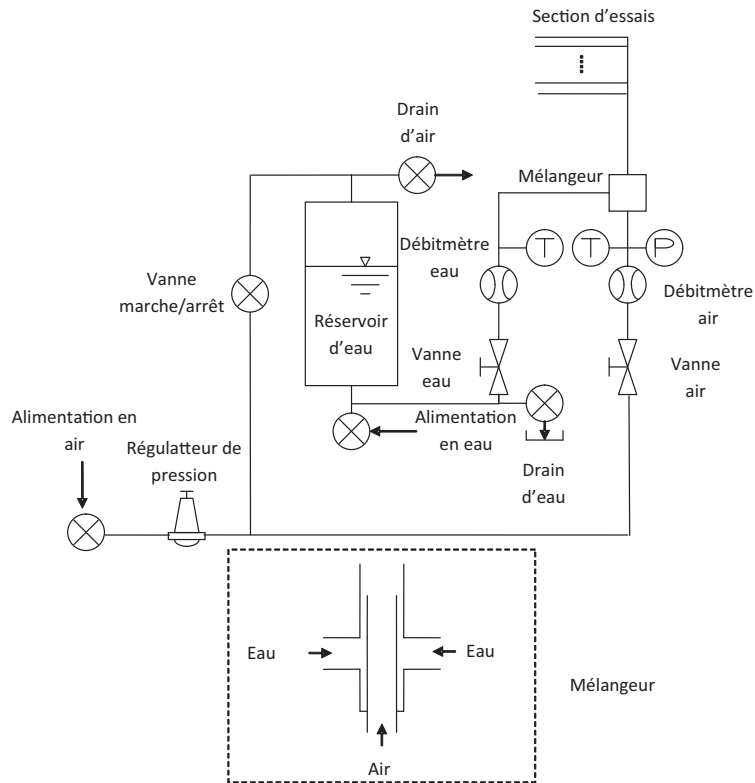 Section d'essais
Drain
d'air
Mélangeur
T
T
P
Débitmètre
eau
Débitmètre
air
Vanne
marche/arrêt
Réservoir
d'eau
Vanne
eau
Vanne
air
Alimentation en
air
Régulatteur de
pression
Alimentation
en eau
Drain
d'eau
Eau
Eau
Mélangeur
Air